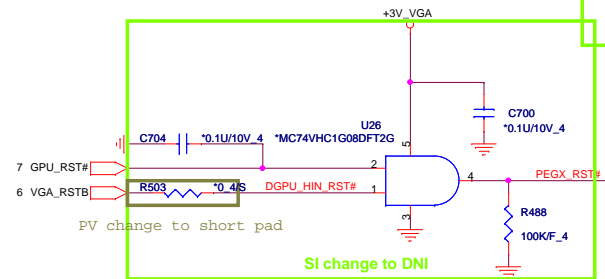 +3V_VGA
U26
C700
C704
*0.1U/10V_4
*MC74VHC1G08DFT2G
*0.1U/10V_4
5
7 GPU_RST#
2
4
PEGX_RST#
6 VGA_RSTB
R503
*0_4/S
DGPU_HIN_RST#
1
3
R488
PV change to short pad
100K/F_4
SI change to DNI